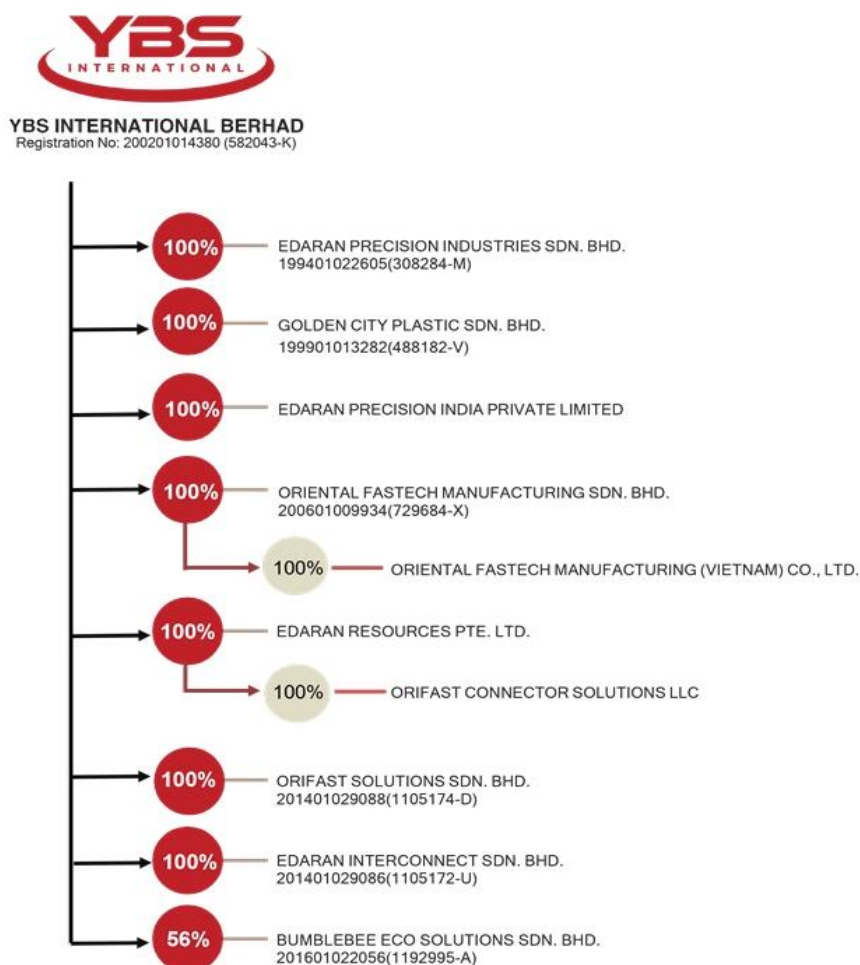 YBS
INTERNATIONAL
YBS INTERNATIONAL BERHAD
Registration No: 200201014380 (582043-K)
100%
EDARAN PRECISION INDUSTRIES SDN. BHD.
199401022605(308284-M)
100%
GOLDEN CITY PLASTIC SDN. BHD.
199901013282(488182-V)
100%
EDARAN PRECISION INDIA PRIVATE LIMITED
100%
ORIENTAL FASTECH MANUFACTURING SDN. BHD.
200601009934(729684-X)
100%
ORIENTAL FASTECH MANUFACTURING (VIETNAM) CO., LTD.
100%
EDARAN RESOURCES PTE. LTD.
100%
ORIFAST CONNECTOR SOLUTIONS LLC
100%
ORIFAST SOLUTIONS SDN. BHD.
201401029088(1105174-D)
100%
EDARAN INTERCONNECT SDN. BHD.
201401029086(1105172-U)
56%
BUMBLEBEE ECO SOLUTIONS SDN. BHD.
201601022056(1192995-A)